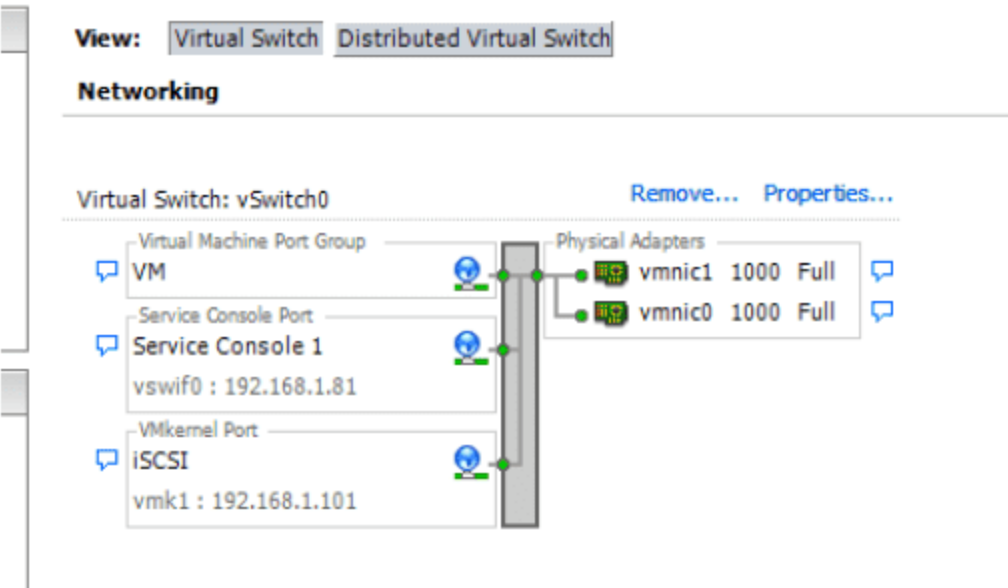 View: Virtual Switch Distributed Virtual Switch
Networking
Virtual Switch: vSwitch0 Remove... Properties...
Virtual Machine Port Group Physical Adapters
VM vmnic1 1000 Full
vmnic0 1000 Full
Service Console Port
Service Console 1
vswif0 : 192.168.1.81
VMkernel Port
iSCSI
vmk1 : 192.168.1.101